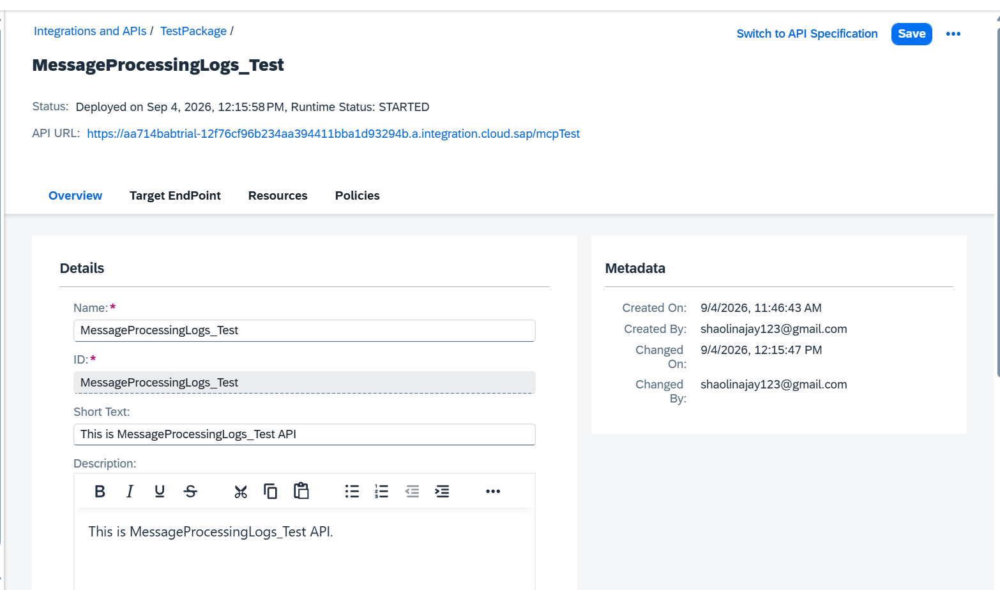 Integrations and APIs / TestPackage /
Switch to API Specification Save
MessageProcessingLogs_Test
Status: Deployed on Sep 4, 2026, 12:15:58 PM, Runtime Status: STARTED
API URL: https://aa714babtrial-12f76cf96b234aa394411bba1d93294b.a.integration.cloud.sap/mcpTest
Overview Target EndPoint Resources Policies
Details
Name:*
MessageProcessingLogs_Test
ID:*
MessageProcessingLogs_Test
Short Text:
This is MessageProcessingLogs_Test API
Description:
This is MessageProcessingLogs_Test API.
Metadata
Created On: 9/4/2026, 11:46:43 AM
Created By: shaolinajay123@gmail.com
Changed On: 9/4/2026, 12:15:47 PM
Changed By: shaolinajay123@gmail.com